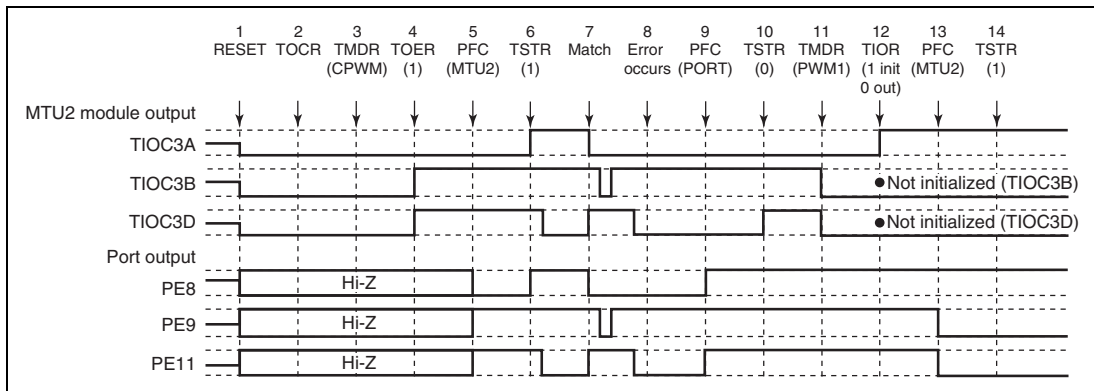 1 2 3 4 5 6 7 8 9 10 11 12 13 14
RESET TOCR TMDR TOER PFC TSTR Match Error PFC TSTR TMDR TIOR PFC TSTR
(CPWM) (1) (MTU2) (1) occurs (PORT) (0) (PWM1) (1 init (MTU2) (1)
0 out)
MTU2 module output
TIOC3A
TIOC3B
• Not initialized (TIOC3B)
TIOC3D
• Not initialized (TIOC3D)
Port output
PE8 Hi-Z
PE9 Hi-Z
PE11 Hi-Z